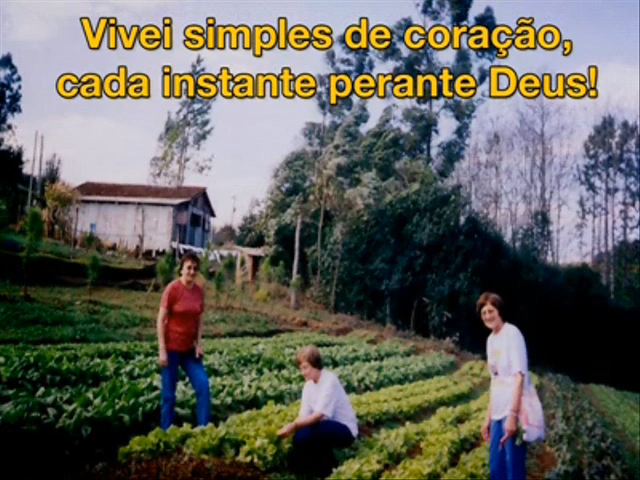 Vivei simples de coração,
cada instante perante Deus!